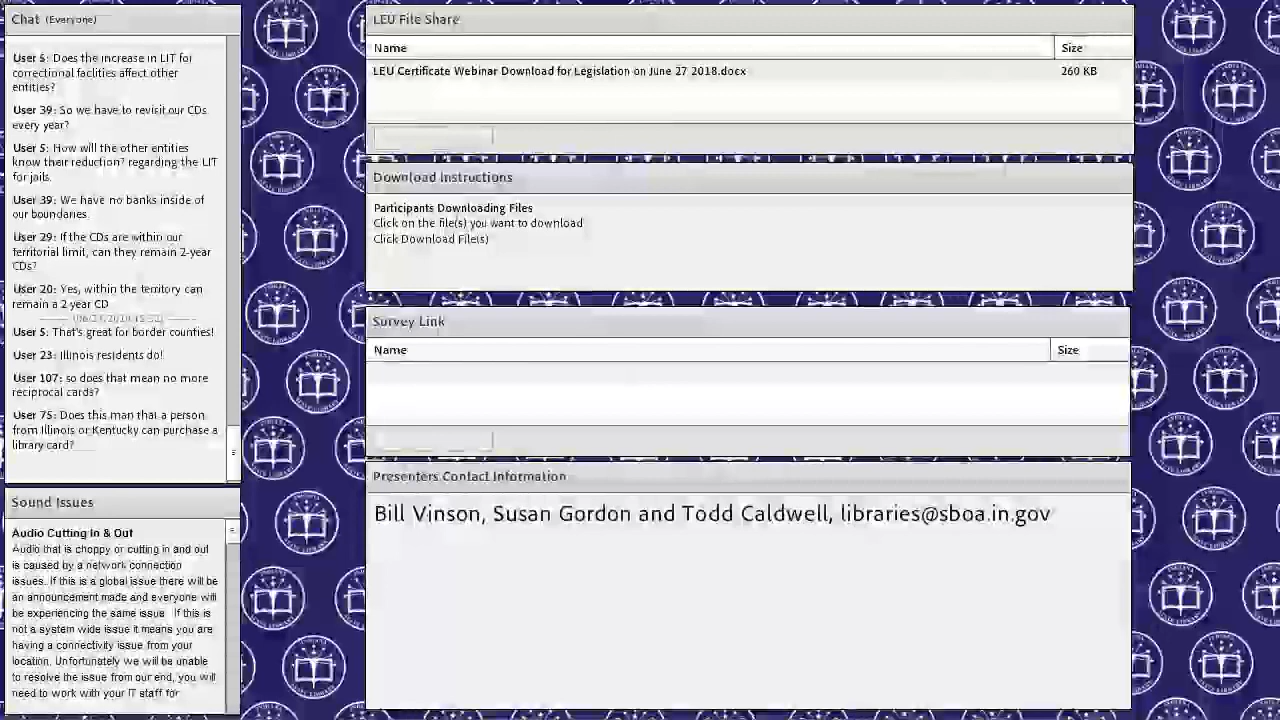 Chat (Everyone)
User 5: Does the increase in LIT for
correctional facilities affect other
entities?
User 39: So we have to revisit our CDs
every year?
User 5: How will the other entities
know their reduction? regarding the LIT
for jails.
User 39: We have no banks inside of
our boundaries.
User 29: If the CDs are within our
territorial limit, can they remain 2-year
CDs?
User 20: Yes, within the territory can
remain a 2 year CD
User 5: That's great for border counties!
User 23: Illinois residents do!
User 107: so does that mean no more
reciprocal cards?
User 75: Does this man that a person
from Illinois or Kentucky can purchase a
library card?
Sound Issues
Audio Cutting In & Out
Audio that is choppy or cutting in and out
is caused by a network connection
issues. If this is a global issue there will be
an announcement made and everyone will
be experiencing the same issue. If this is
not a system wide issue it means you are
having a connectivity issue from your
location. Unfortunately we will be unable
to resolve the issue from our end, you will
need to work with your IT staff for
LEU File Share
Name Size
LEU Certificate Webinar Download for Legislation on June 27 2018.docx 260 KB
Download Instructions
Participants Downloading Files
Click on the file(s) you want to download
Click Download File(s)
Survey Link
Name Size
Presenters Contact Information
Bill Vinson, Susan Gordon and Todd Caldwell, libraries@sboa.in.gov
INDIANA
STATE LIBRARY